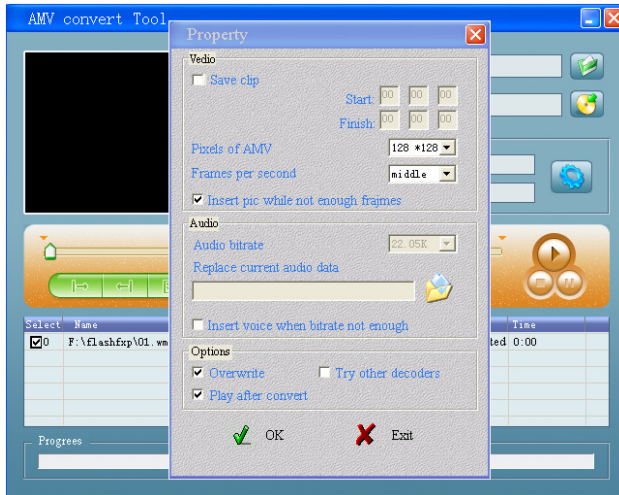 AMV convert Tool
Property
Vedio
Save clip
Start: 00 00 00
Finish: 00 00 00
Pixels of AMV 128 *128
Frames per second middle
Insert pic while not enough frajmes
Audio
Audio bitrate 22.05K
Replace current audio data
Insert voice when bitrate not enough
Select Name Time
0 F:\flashfxp\01.wm ted 0:00
Options
Overwrite Try other decoders
Play after convert
OK Exit
Progrees